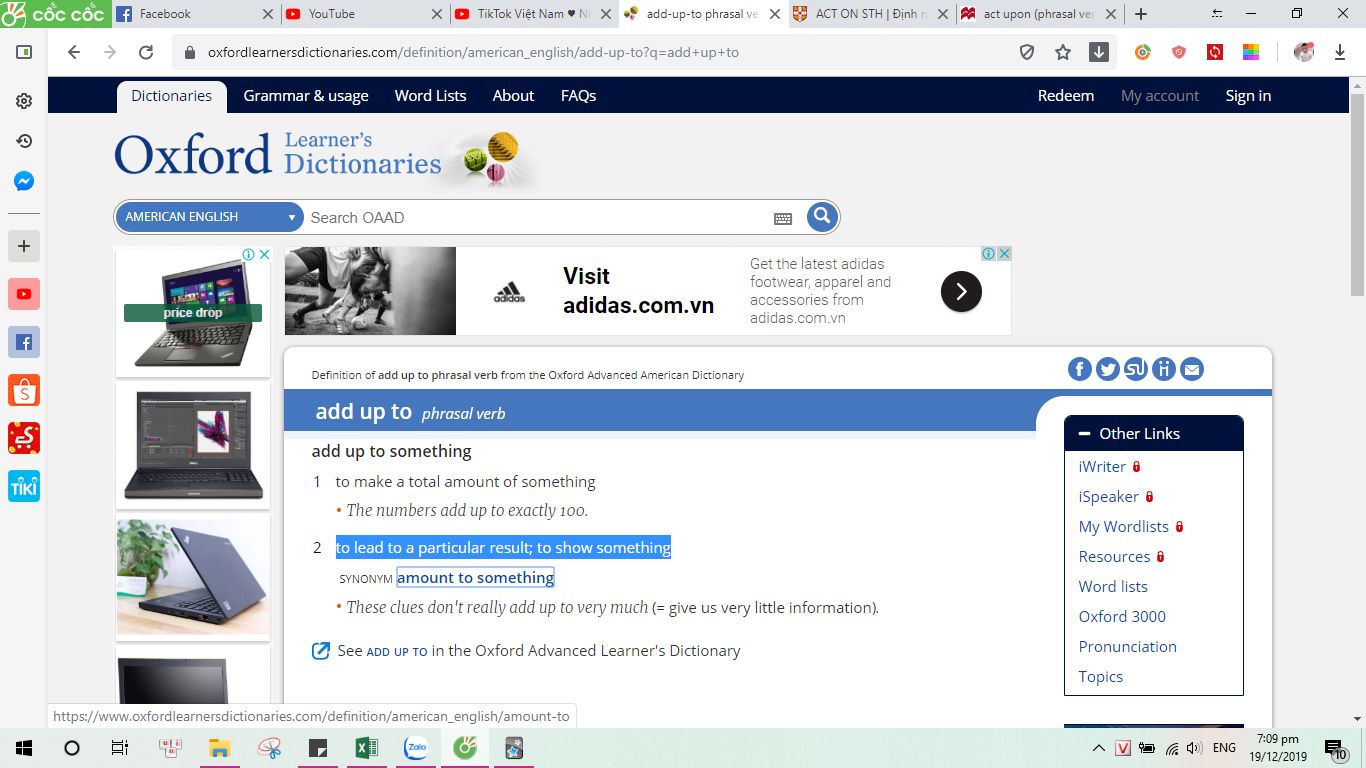 cốc cốc
Facebook
YouTube
TikTok Việt Nam ♥ Ni
add-up-to phrasal ve
ACT ON STH | Định n
act upon (phrasal ver
oxfordlearnersdictionaries.com/definition/american_english/add-up-to?q=add+up+to
Dictionaries
Grammar & usage
Word Lists
About
FAQs
Redeem
My account
Sign in
Oxford Learner's Dictionaries
AMERICAN ENGLISH
Search OAAD
price drop
adidas
Visit
adidas.com.vn
Get the latest adidas
footwear, apparel and
accessories from
adidas.com.vn
Definition of add up to phrasal verb from the Oxford Advanced American Dictionary
add up to phrasal verb
add up to something
1 to make a total amount of something
• The numbers add up to exactly 100.
2 to lead to a particular result; to show something
SYNONYM amount to something
• These clues don't really add up to very much (= give us very little information).
See ADD UP TO in the Oxford Advanced Learner's Dictionary
Other Links
iWriter
iSpeaker
My Wordlists
Resources
Word lists
Oxford 3000
Pronunciation
Topics
TIKI
https://www.oxfordlearnersdictionaries.com/definition/american_english/amount-to
Zalo
ENG
7:09 pm
19/12/2019
10